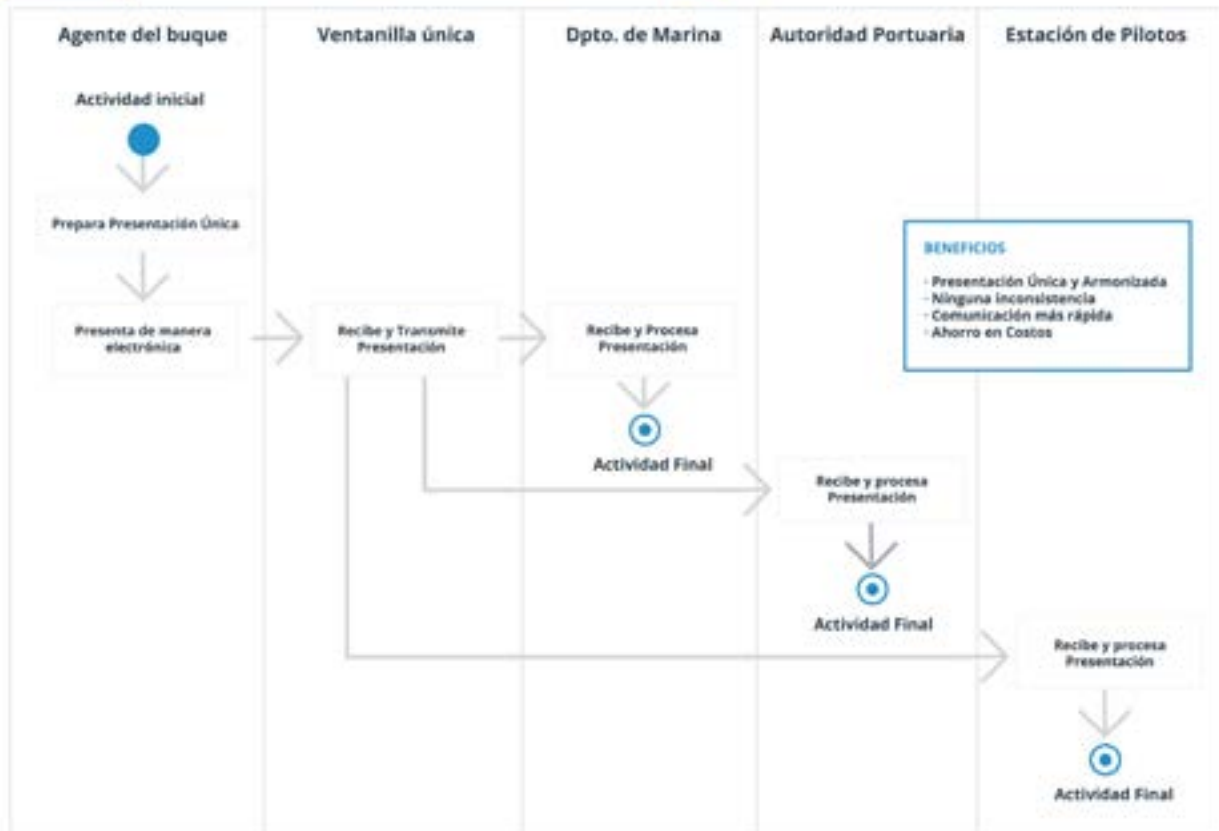 Agente del buque
Ventanilla única
Dpto. de Marina
Autoridad Portuaria
Estación de Pilotos
Actividad inicial
Prepara Presentación Única
BENEFICIOS
- Presentación Única y Armonizada
- Ninguna inconsistencia
- Comunicación más rápida
- Ahorro en Costos
Presenta de manera
electrónica
Recibe y Transmite
Presentación
Recibe y Procesa
Presentación
Actividad Final
Recibe y procesa
Presentación
Actividad Final
Recibe y procesa
Presentación
Actividad Final